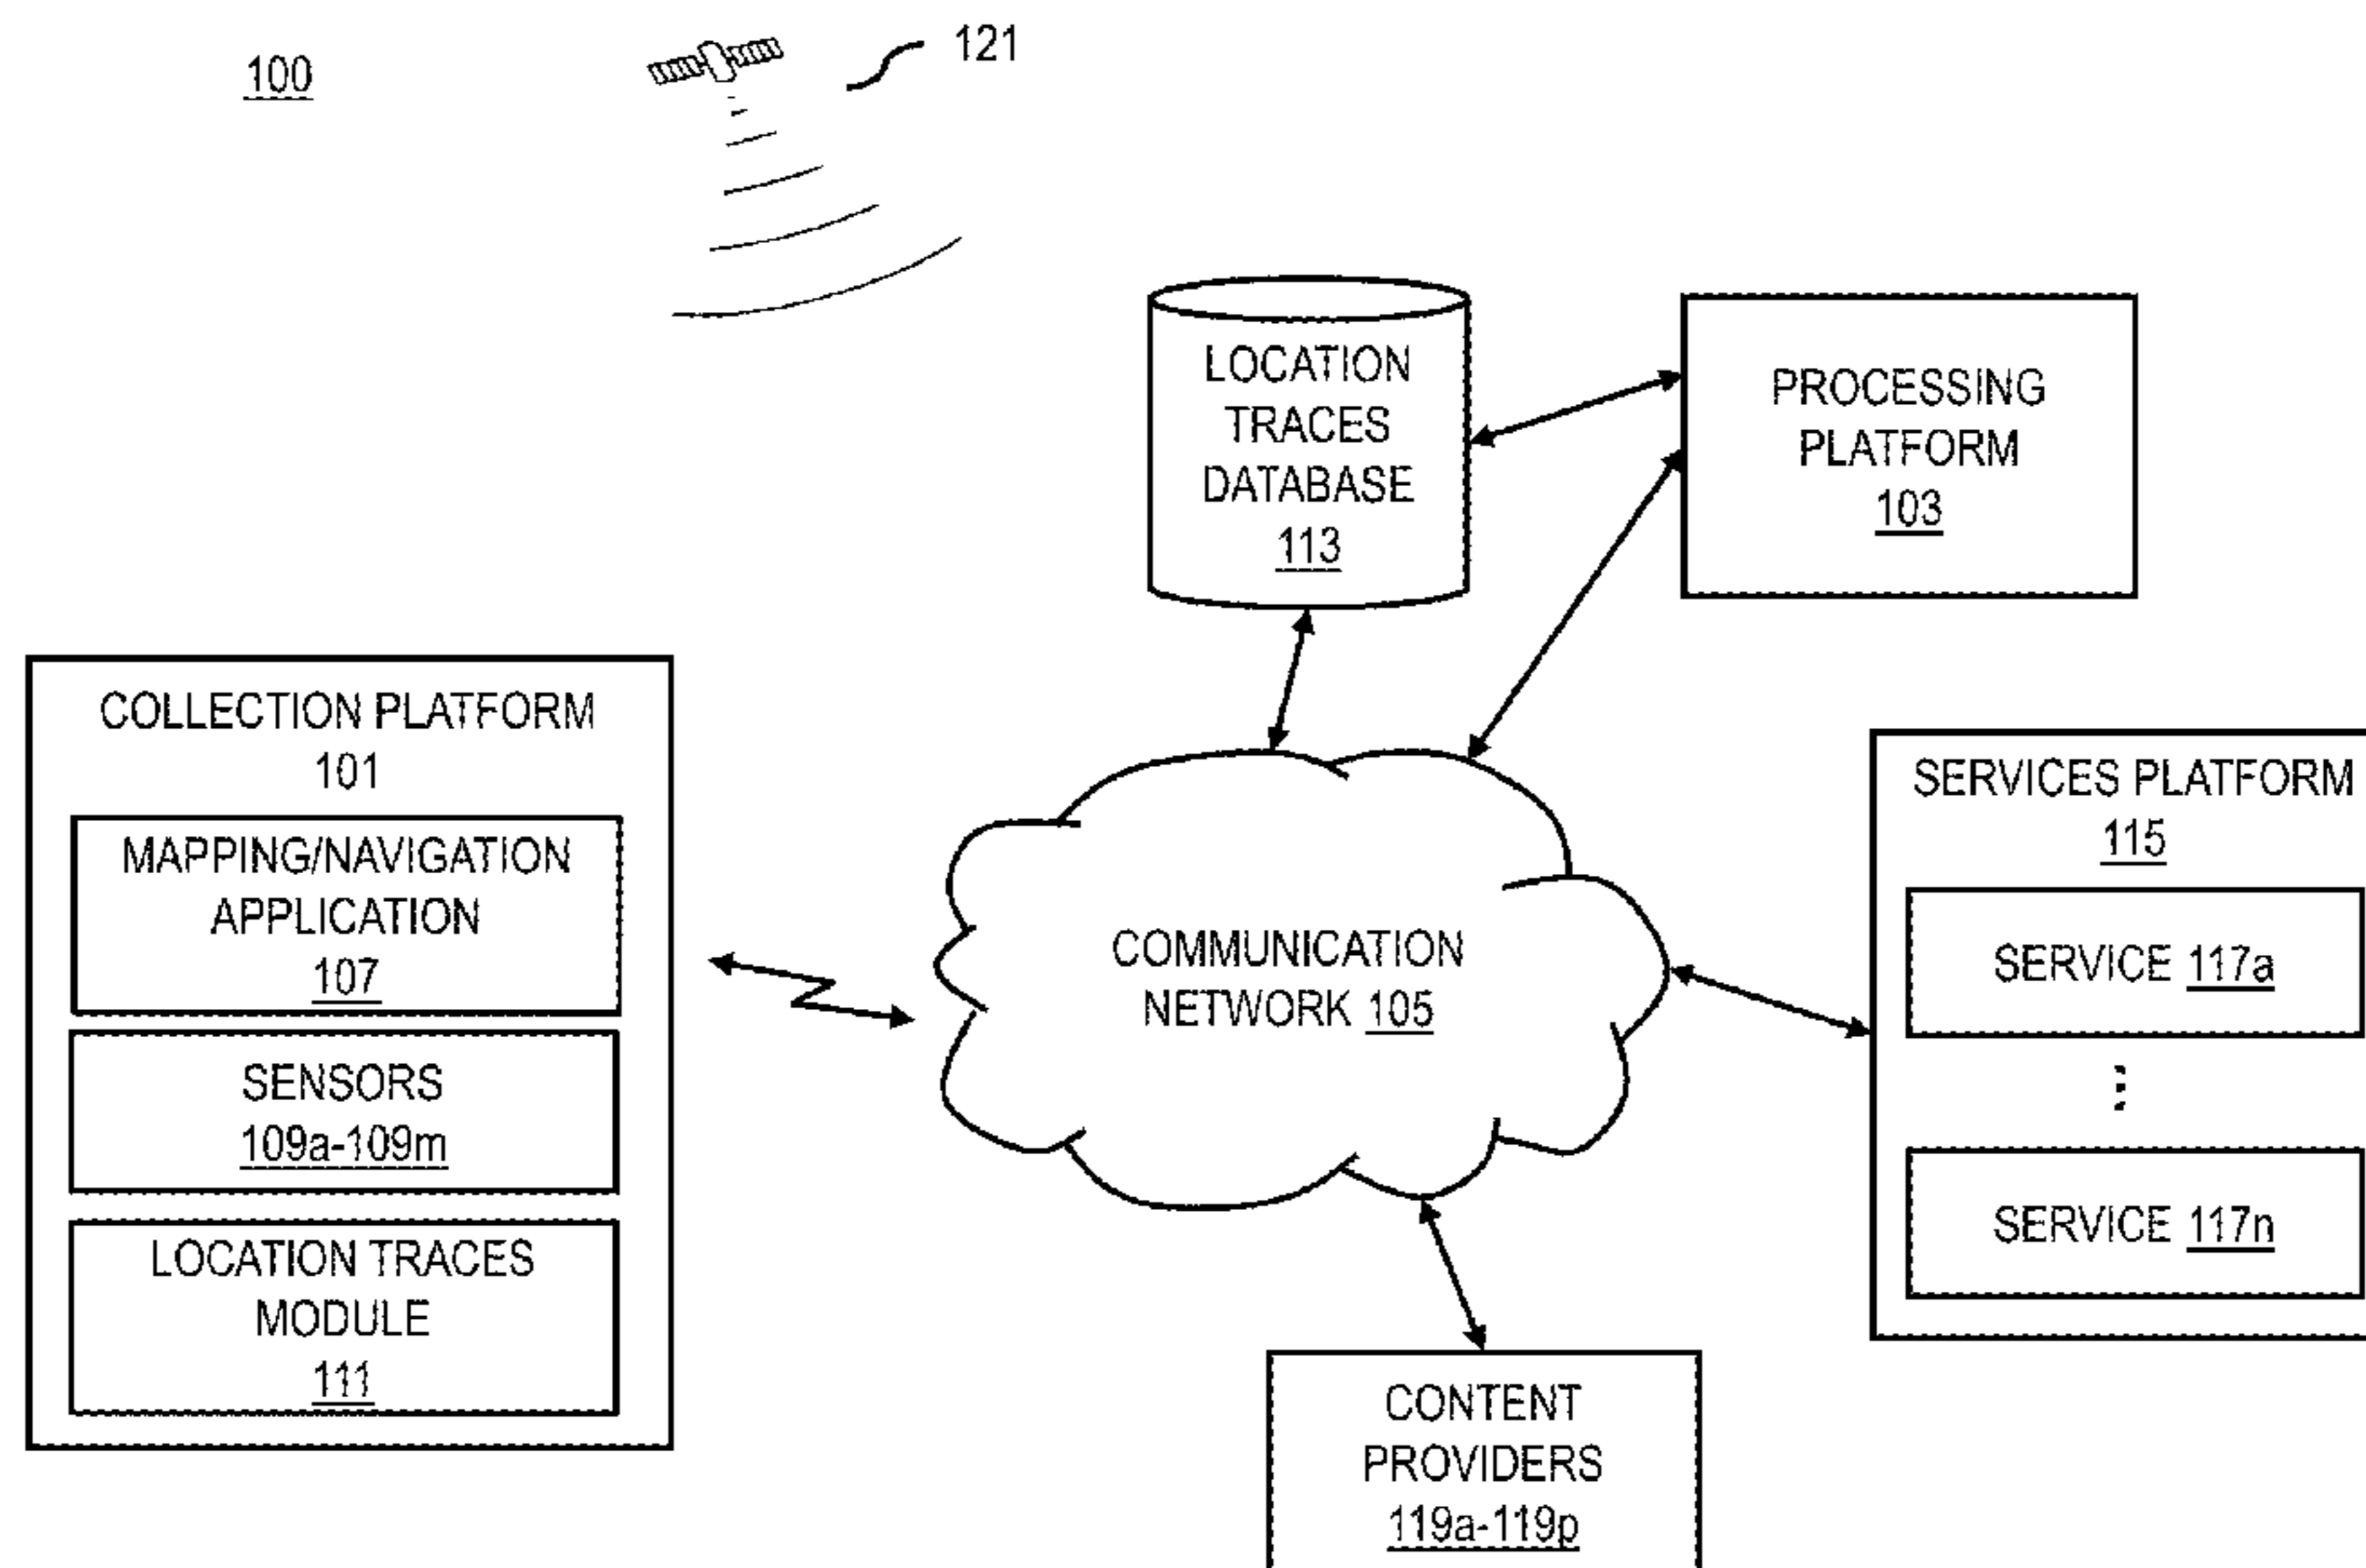 100
121
LOCATION
TRACES
DATABASE
113
PROCESSING
PLATFORM
103
COLLECTION PLATFORM
101
MAPPING/NAVIGATION
APPLICATION
107
SENSORS
109a-109m
LOCATION TRACES
MODULE
111
COMMUNICATION
NETWORK 105
SERVICES PLATFORM
115
SERVICE 117a
SERVICE 117n
CONTENT
PROVIDERS
119a-119p